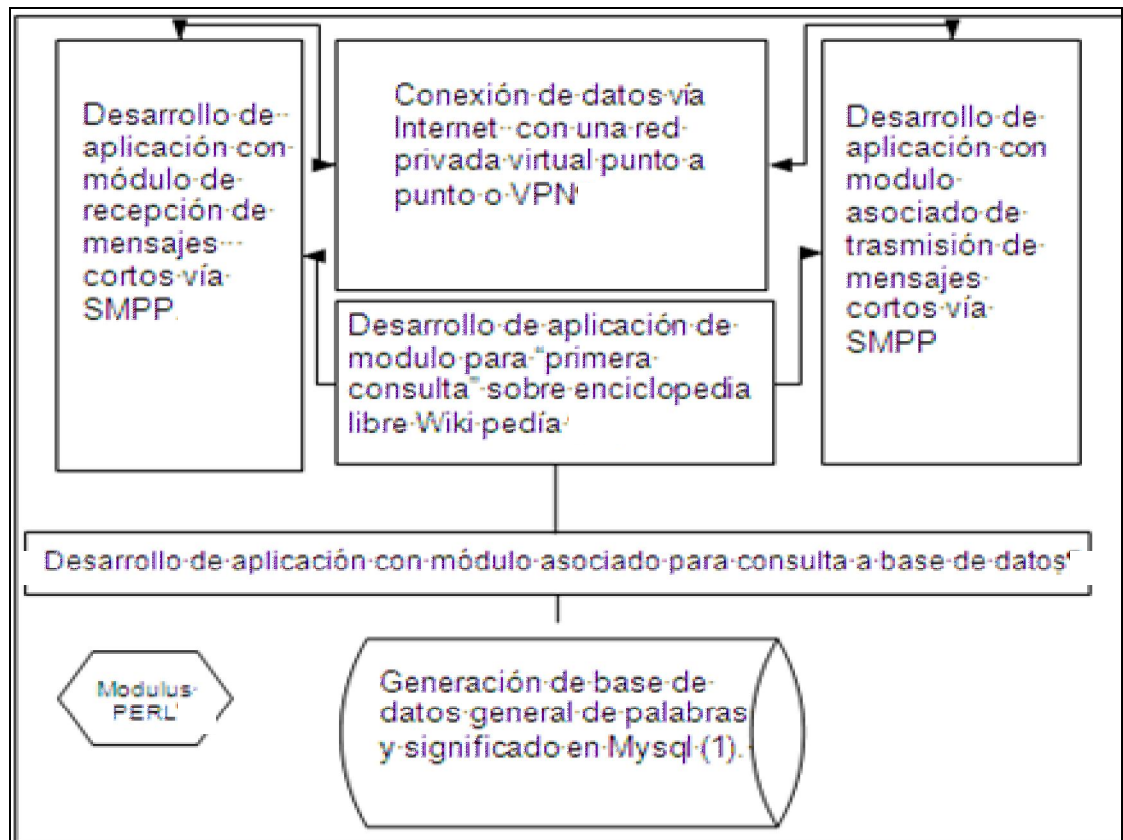 Desarrollo de
aplicación con
módulo de
recepción de
mensajes
cortos vía
SMPP.
Conexión de datos vía
Internet con una red
privada virtual punto a
punto o VPN
Desarrollo de
aplicación con
modulo
asociado de
trasmisión de
mensajes
cortos vía
SMPP
Desarrollo de aplicación de
modulo para “primera
consulta” sobre enciclopedia
libre Wiki pedía
Desarrollo de aplicación con módulo asociado para consulta a base de datos
Modulus
PERL
Generación de base de
datos general de palabras
y significado en Mysql (1).